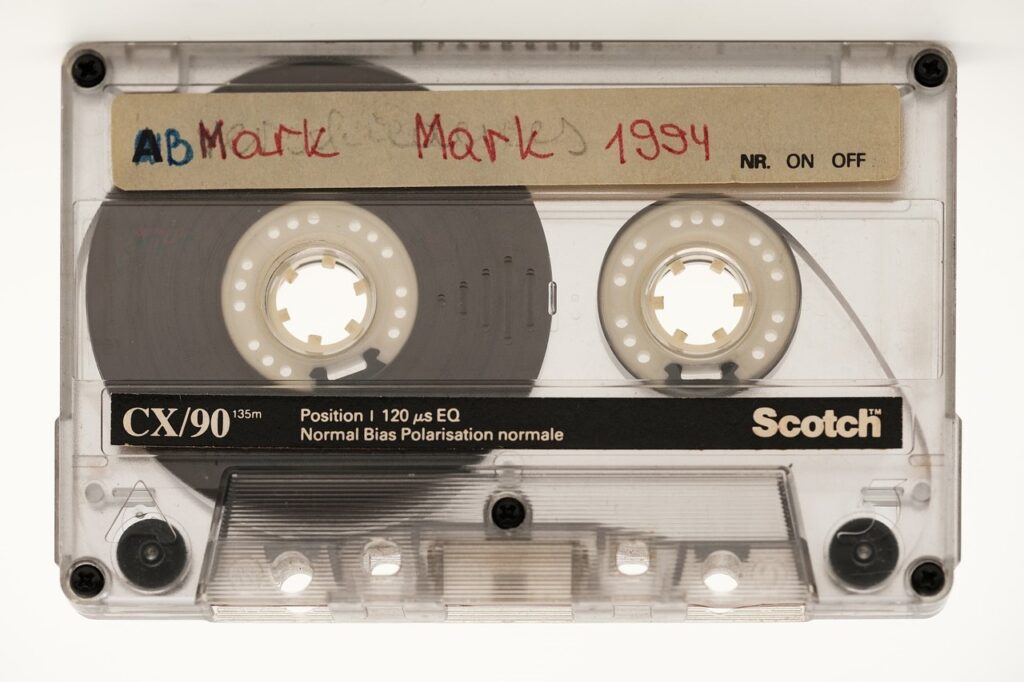 AB Mark Mark 1994
NR. ON OFF
CX/90 135m
Position I 120 µs EQ
Normal Bias Polarisation normale
Scotch™